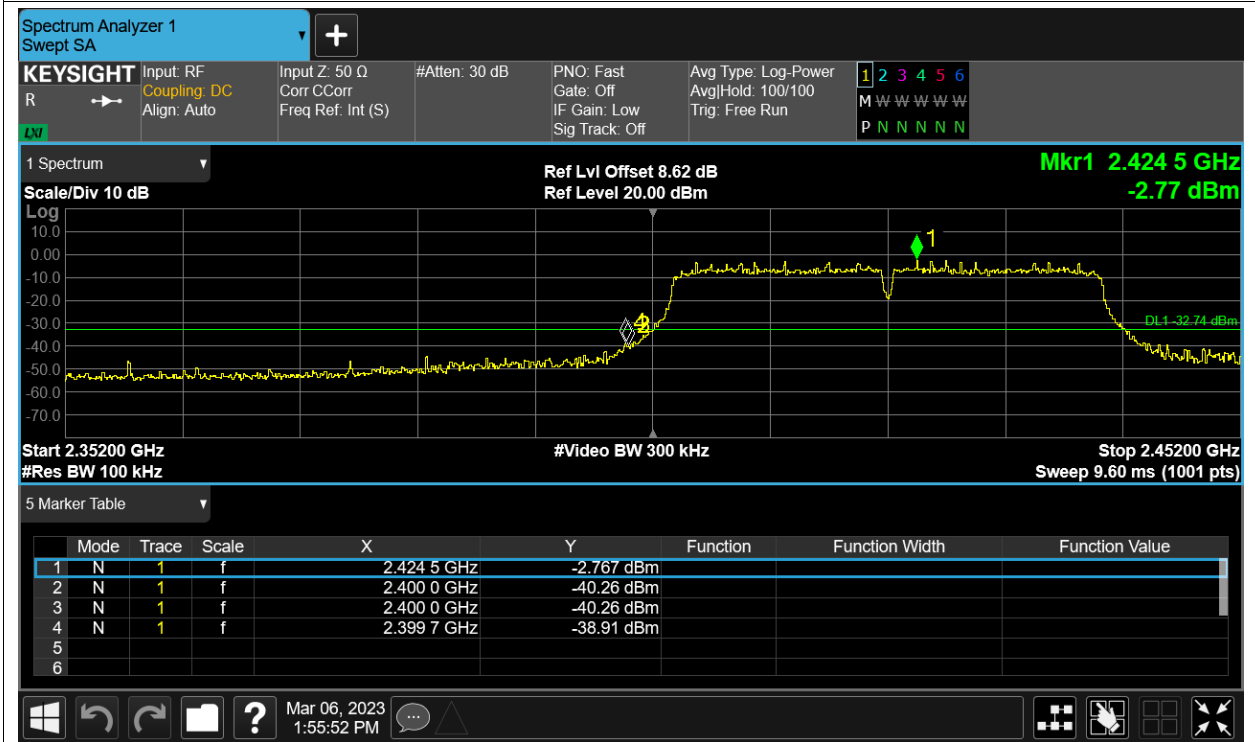 Spectrum Analyzer 1
Swept SA
KEYSIGHT
R
LXI
Input: RF
Coupling: DC
Align: Auto
Input Z: 50 Ω
Corr CCorr
Freq Ref: Int (S)
#Atten: 30 dB
PNO: Fast
Gate: Off
IF Gain: Low
Sig Track: Off
Avg Type: Log-Power
Avg|Hold: 100/100
Trig: Free Run
1 2 3 4 5 6
M W W W W W
P N N N N N
1 Spectrum
Scale/Div 10 dB
Ref Lvl Offset 8.62 dB
Ref Level 20.00 dBm
Mkr1 2.424 5 GHz
-2.77 dBm
Log
10.0
0.00
-10.0
-20.0
-30.0
-40.0
-50.0
-60.0
-70.0
1
DL1 -32.74 dBm
Start 2.35200 GHz
#Res BW 100 kHz
#Video BW 300 kHz
Stop 2.45200 GHz
Sweep 9.60 ms (1001 pts)
5 Marker Table
Mode Trace Scale X Y Function Function Width Function Value
1 N 1 f 2.424 5 GHz -2.767 dBm
2 N 1 f 2.400 0 GHz -40.26 dBm
3 N 1 f 2.400 0 GHz -40.26 dBm
4 N 1 f 2.399 7 GHz -38.91 dBm
5
6
?
Mar 06, 2023
1:55:52 PM